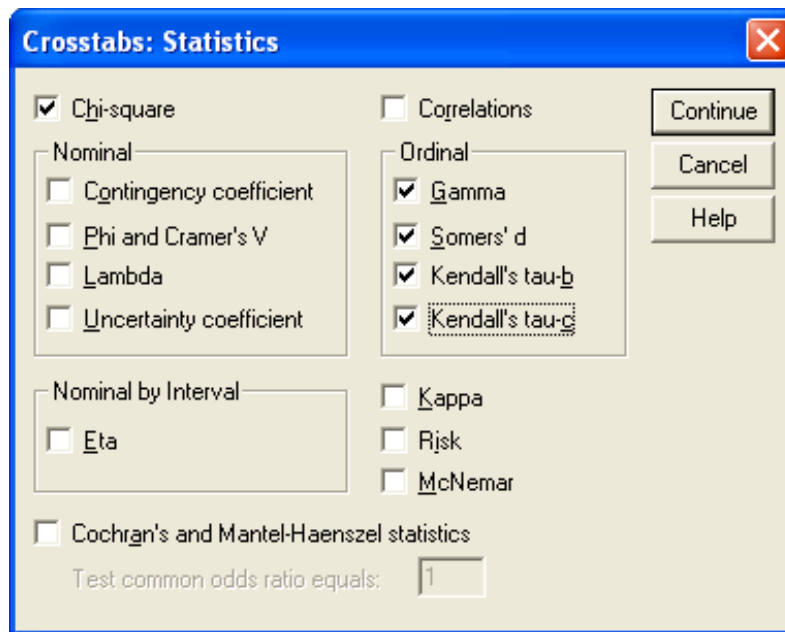 Crosstabs: Statistics
Chi-square
Correlations
Continue
Cancel
Help
Nominal
Contingency coefficient
Phi and Cramer's V
Lambda
Uncertainty coefficient
Ordinal
Gamma
Somers' d
Kendall's tau-b
Kendall's tau-c
Nominal by Interval
Eta
Kappa
Risk
McNemar
Cochran's and Mantel-Haenszel statistics
Test common odds ratio equals: 1